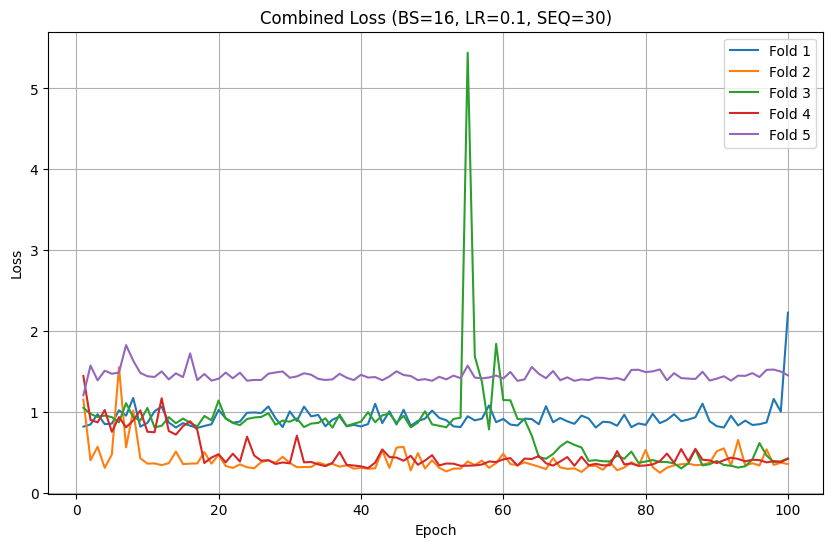 Combined Loss (BS=16, LR=0.1, SEQ=30)
Fold 1
Fold 2
Fold 3
Fold 4
Fold 5
Loss
5
4
3
2
1
0
0 20 40 60 80 100
Epoch